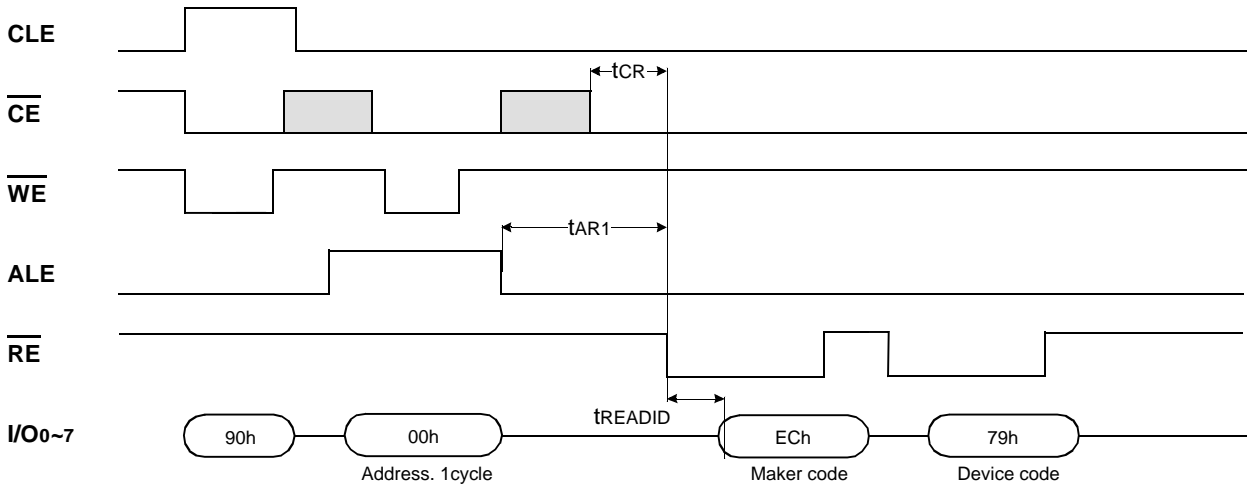 CLE
tCR
CE
WE
tAR1
ALE
RE
tREADID
I/O0~7
90h
00h
ECh
79h
Address. 1cycle
Maker code
Device code